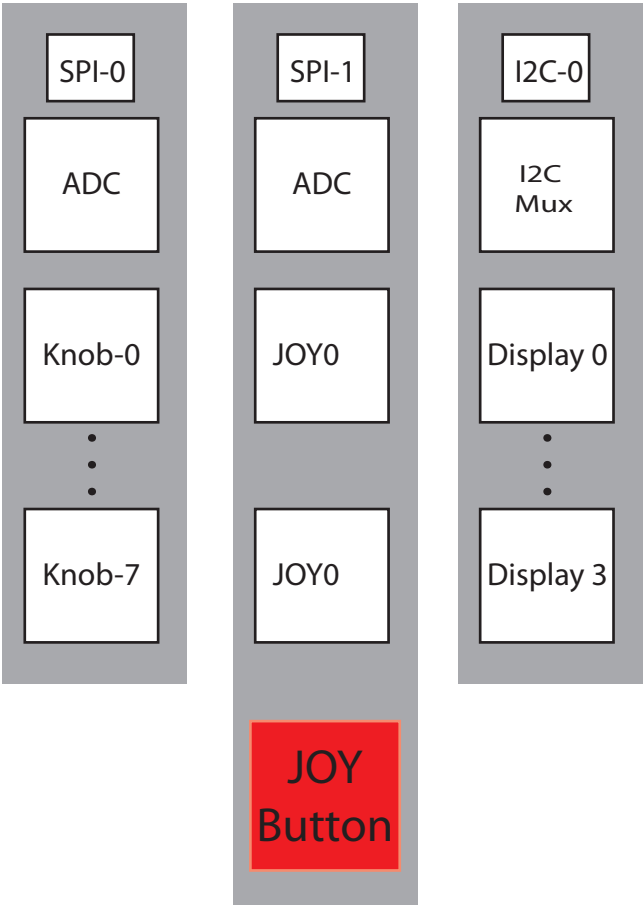 SPI-0
ADC
Knob-0
Knob-7
SPI-1
ADC
JOY0
JOY0
JOY
Button
I2C-0
I2C
Mux
Display 0
Display 3